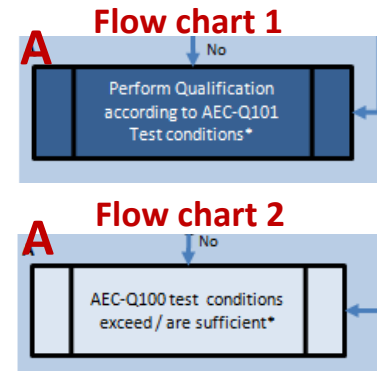 Flow chart 1
A
No
Perform Qualification
according to AEC-Q101
Test conditions*
Flow chart 2
A
No
AEC-Q100 test conditions
exceed / are sufficient*